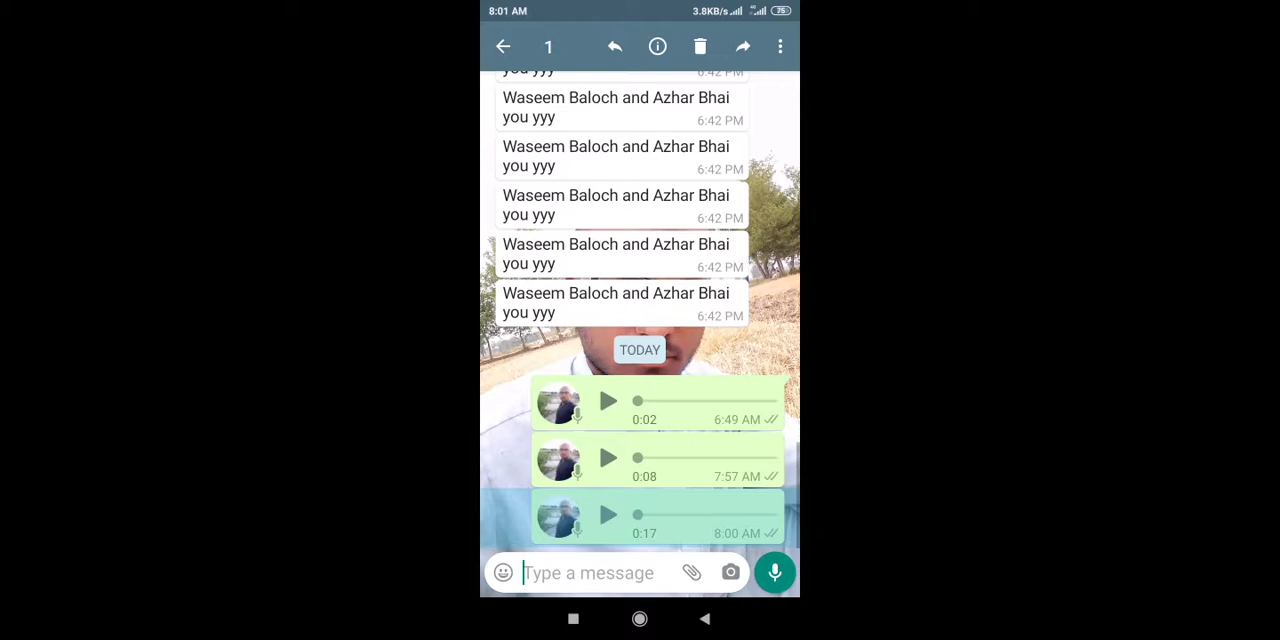 8:01 AM 3.8KB/s 4G 75
1
you yyy 6:42 PM
Waseem Baloch and Azhar Bhai
you yyy 6:42 PM
Waseem Baloch and Azhar Bhai
you yyy 6:42 PM
Waseem Baloch and Azhar Bhai
you yyy 6:42 PM
Waseem Baloch and Azhar Bhai
you yyy 6:42 PM
Waseem Baloch and Azhar Bhai
you yyy 6:42 PM
TODAY
0:02 6:49 AM
0:08 7:57 AM
0:17 8:00 AM
Type a message